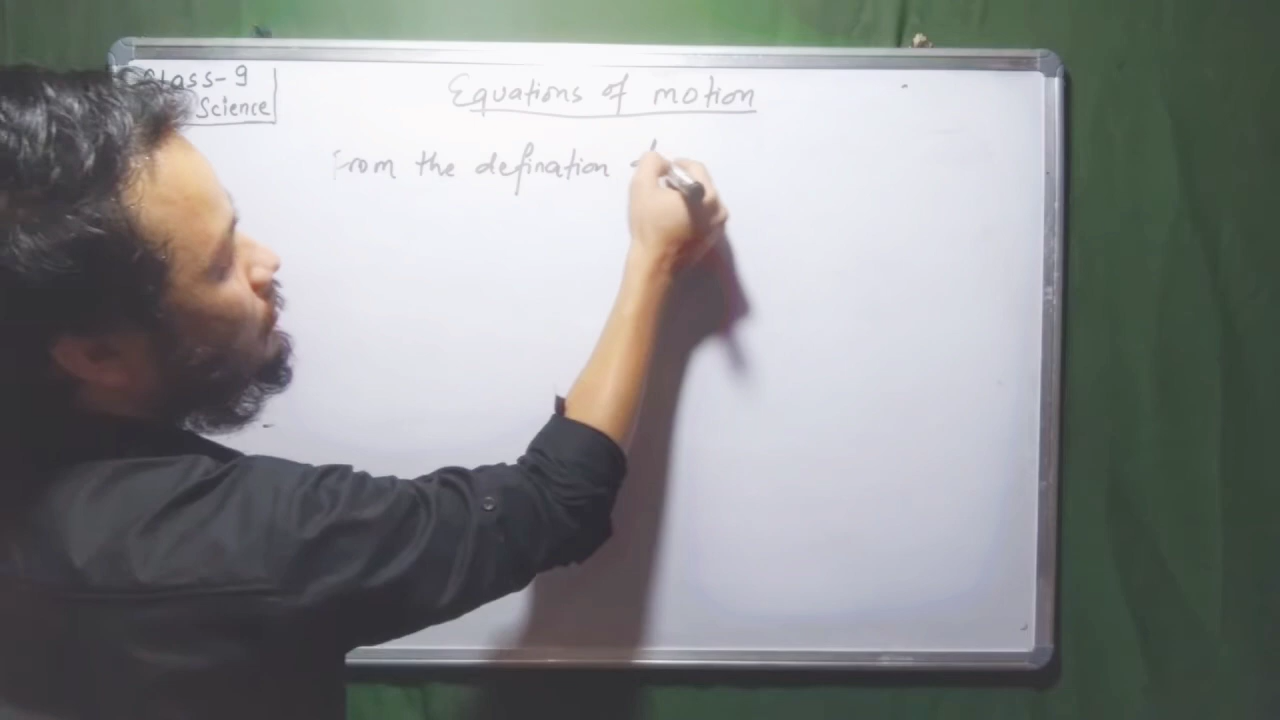 Class-9
Science
Equations of motion
From the defination